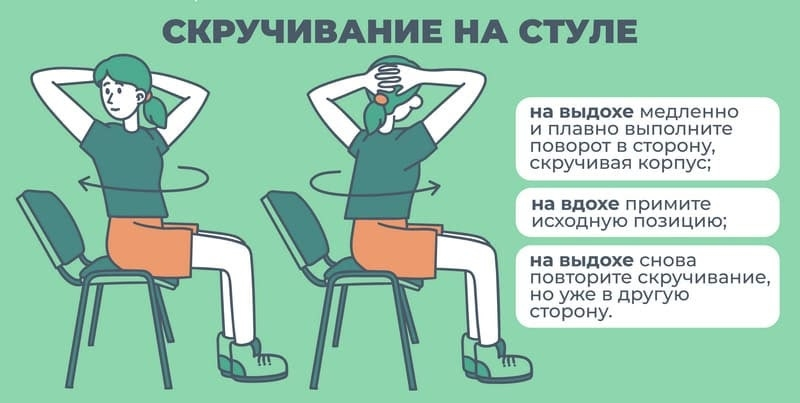 СКРУЧИВАНИЕ НА СТУЛЕ
на выдохе медленно
и плавно выполните
поворот в сторону,
скручивая корпус;
на вдохе примите
исходную позицию;
на выдохе снова
повторите скручивание,
но уже в другую
сторону.